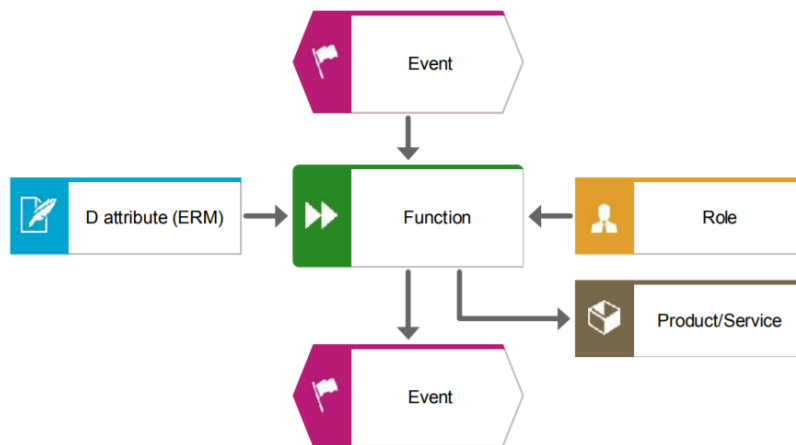 Event
D attribute (ERM)
Function
Role
Product/Service
Event